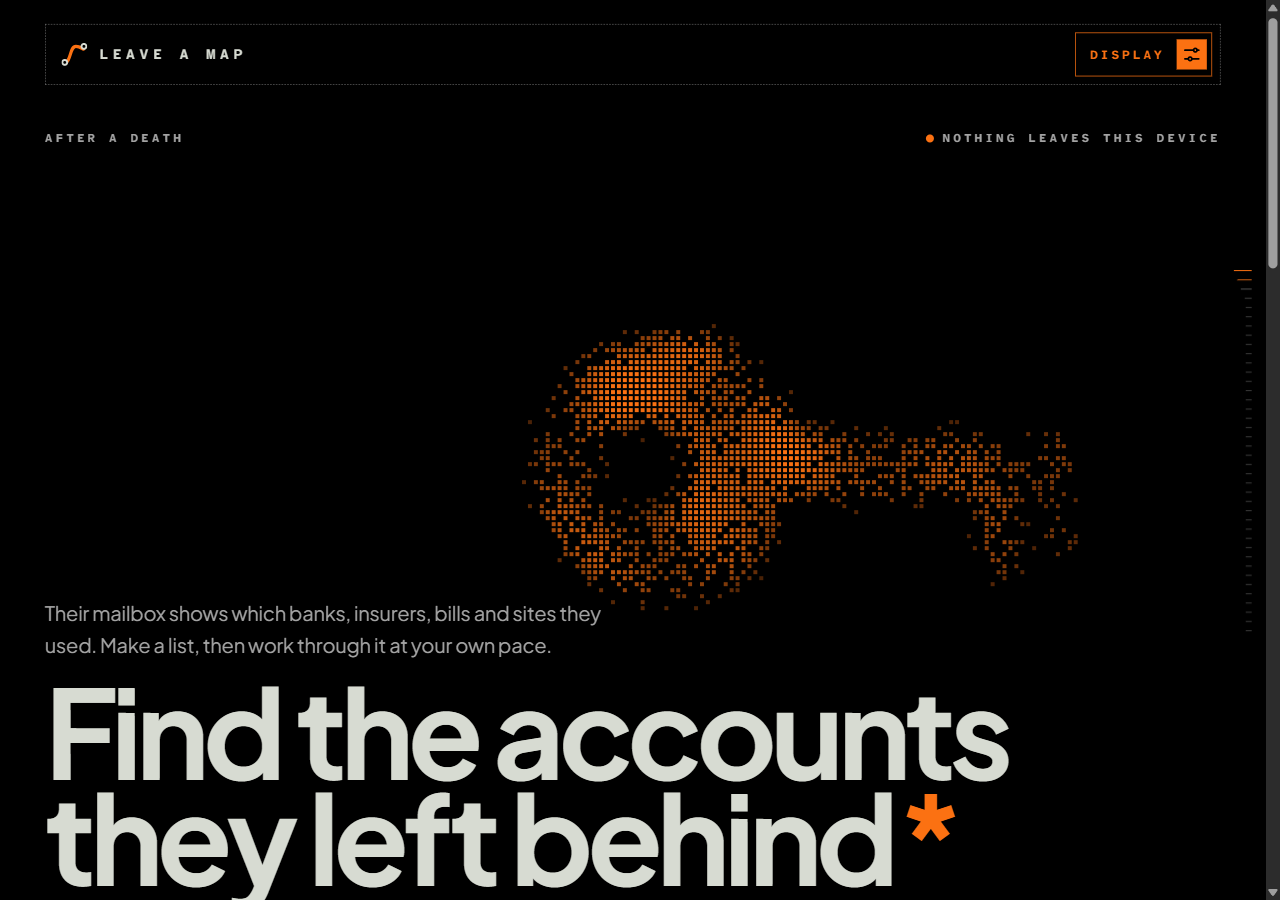 LEAVE A MAP
DISPLAY
AFTER A DEATH
NOTHING LEAVES THIS DEVICE
Their mailbox shows which banks, insurers, bills and sites they
used. Make a list, then work through it at your own pace.
Find the accounts
they left behind*